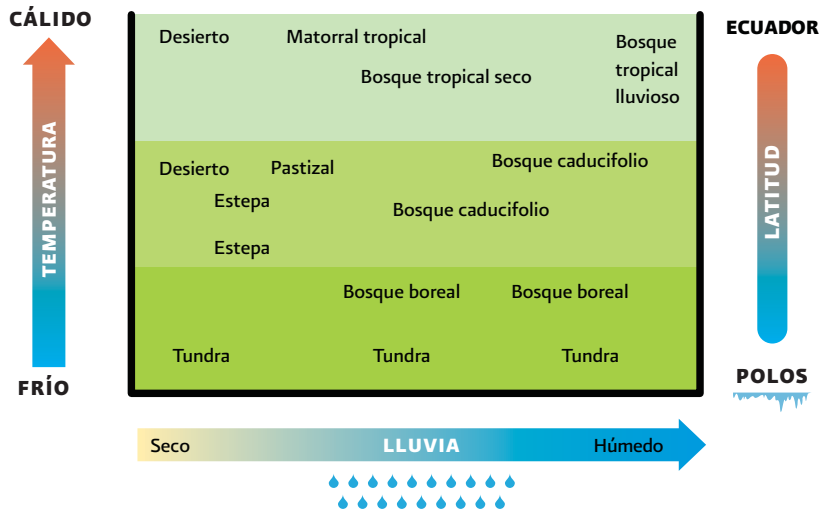 CÁLIDO
TEMPERATURA
FRÍO
Desierto
Matorral tropical
Bosque
tropical
lluvioso
Bosque tropical seco
Desierto
Pastizal
Bosque caducifolio
Estepa
Bosque caducifolio
Estepa
Bosque boreal
Bosque boreal
Tundra
Tundra
Tundra
ECUADOR
LATITUD
POLOS
Seco
LLUVIA
Húmedo